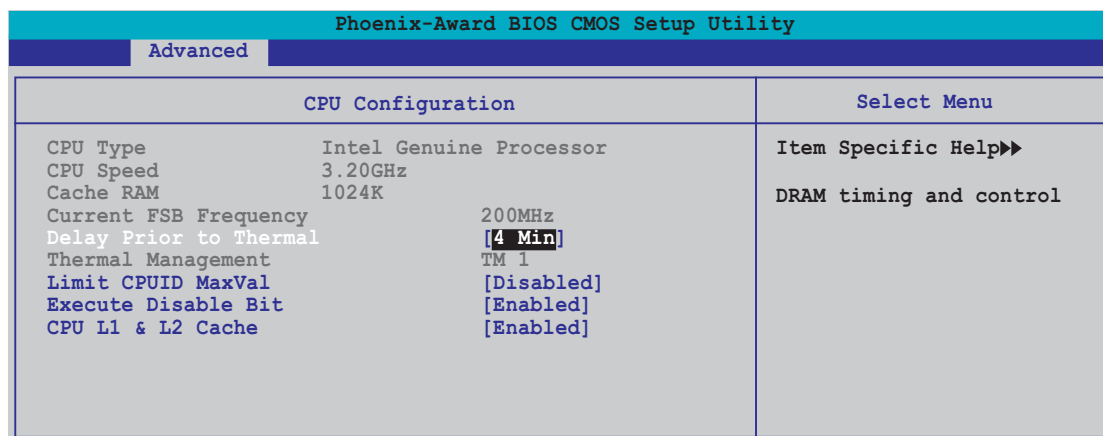 Phoenix-Award BIOS CMOS Setup Utility
Advanced
CPU Configuration
Select Menu
CPU Type Intel Genuine Processor
CPU Speed 3.20GHz
Cache RAM 1024K
Current FSB Frequency 200MHz
Delay Prior to Thermal [4 Min]
Thermal Management TM 1
Limit CPUID MaxVal [Disabled]
Execute Disable Bit [Enabled]
CPU L1 & L2 Cache [Enabled]
Item Specific Help▶▶
DRAM timing and control